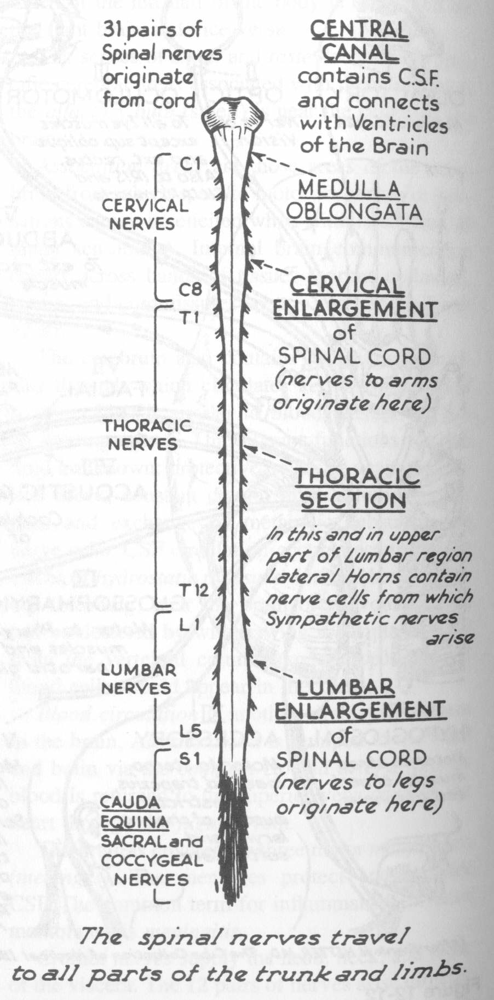 31 pairs of
Spinal nerves
originate
from cord
CENTRAL
CANAL
contains C.S.F.
and connects
with Ventricles
of the Brain
C1
MEDULLA
OBLONGATA
CERVICAL
NERVES
C8
T1
CERVICAL
ENLARGEMENT
of
SPINAL CORD
(nerves to arms
originate here)
THORACIC
NERVES
THORACIC
SECTION
In this and in upper
part of Lumbar region
Lateral Horns contain
nerve cells from which
Sympathetic nerves
arise
T12
L1
LUMBAR
NERVES
LUMBAR
ENLARGEMENT
of
SPINAL CORD
(nerves to legs
originate here)
L5
S1
CAUDA
EQUINA
SACRAL and
COCCYGEAL
NERVES
The spinal nerves travel
to all parts of the trunk and limbs.